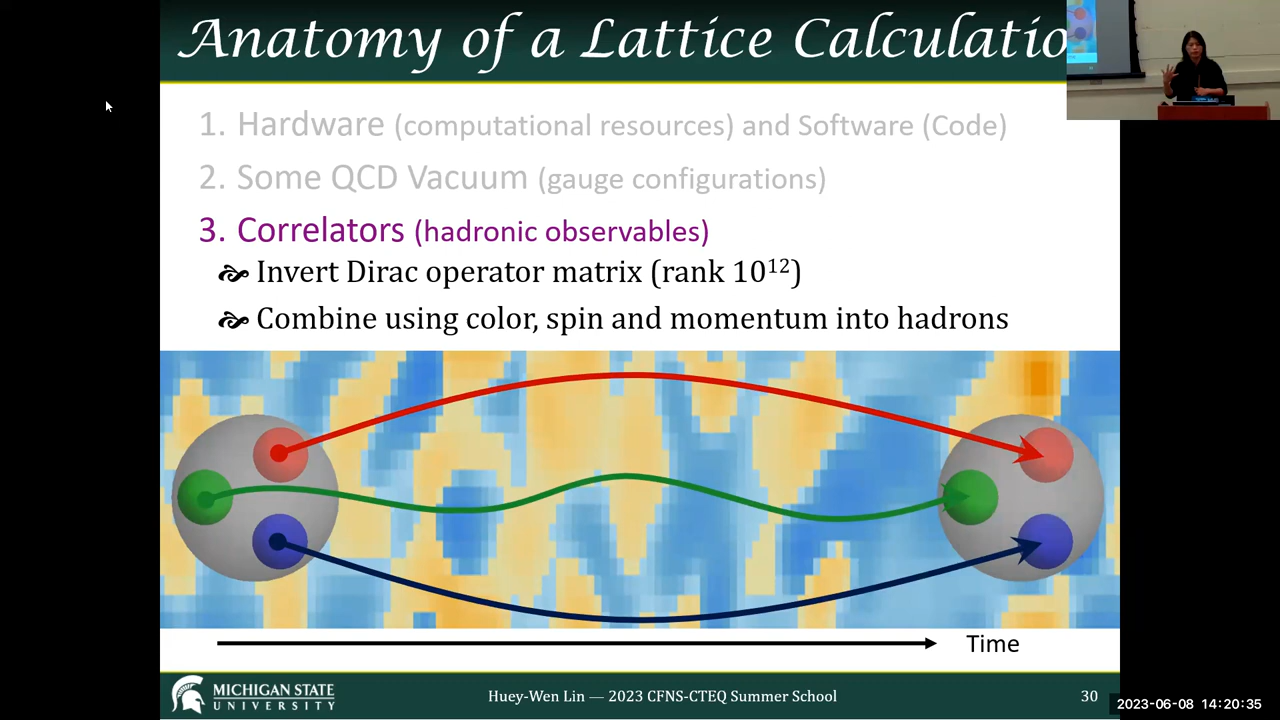 Anatomy of a Lattice Calculatio
1. Hardware (computational resources) and Software (Code)
2. Some QCD Vacuum (gauge configurations)
3. Correlators (hadronic observables)
Invert Dirac operator matrix (rank 10¹²)
Combine using color, spin and momentum into hadrons
Time
MICHIGAN STATE
UNIVERSITY
Huey-Wen Lin — 2023 CFNS-CTEQ Summer School
30
2023-06-08 14:20:35